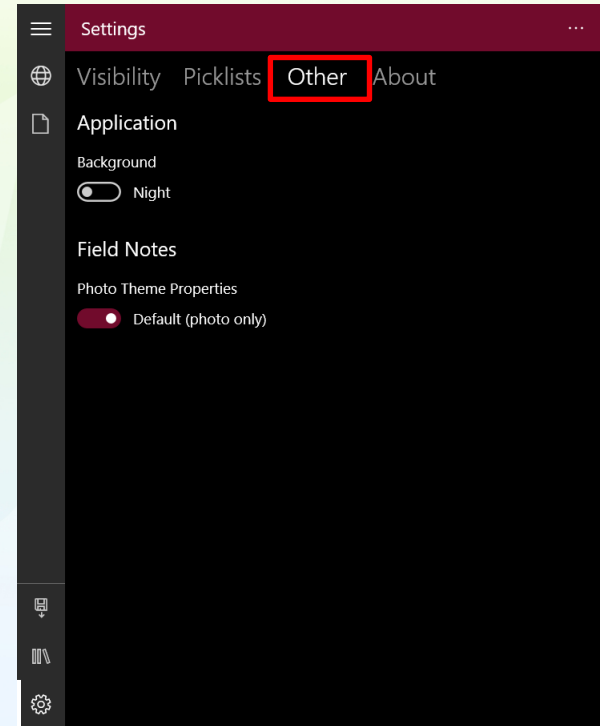 Settings
Visibility Picklists Other About
Application
Background
Night
Field Notes
Photo Theme Properties
Default (photo only)